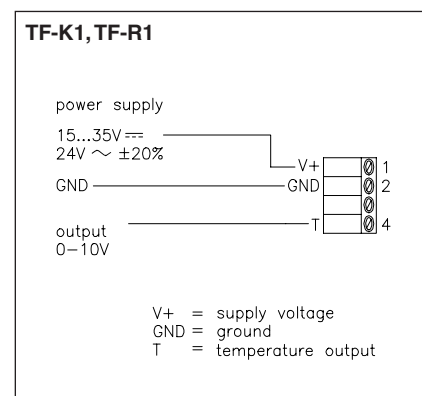 TF-K1, TF-R1
power supply
15...35V ⎓
24V ~ ±20%
V+ 1
GND GND 2
output T 4
0-10V
V+ = supply voltage
GND = ground
T = temperature output